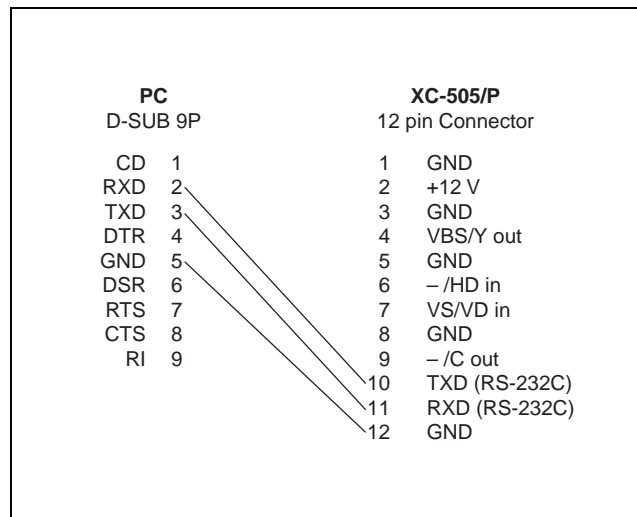 PC XC-505/P
D-SUB 9P 12 pin Connector
CD 1 1 GND
RXD 2 2 +12 V
TXD 3 3 GND
DTR 4 4 VBS/Y out
GND 5 5 GND
DSR 6 6 – /HD in
RTS 7 7 VS/VD in
CTS 8 8 GND
RI 9 9 – /C out
10 TXD (RS-232C)
11 RXD (RS-232C)
12 GND